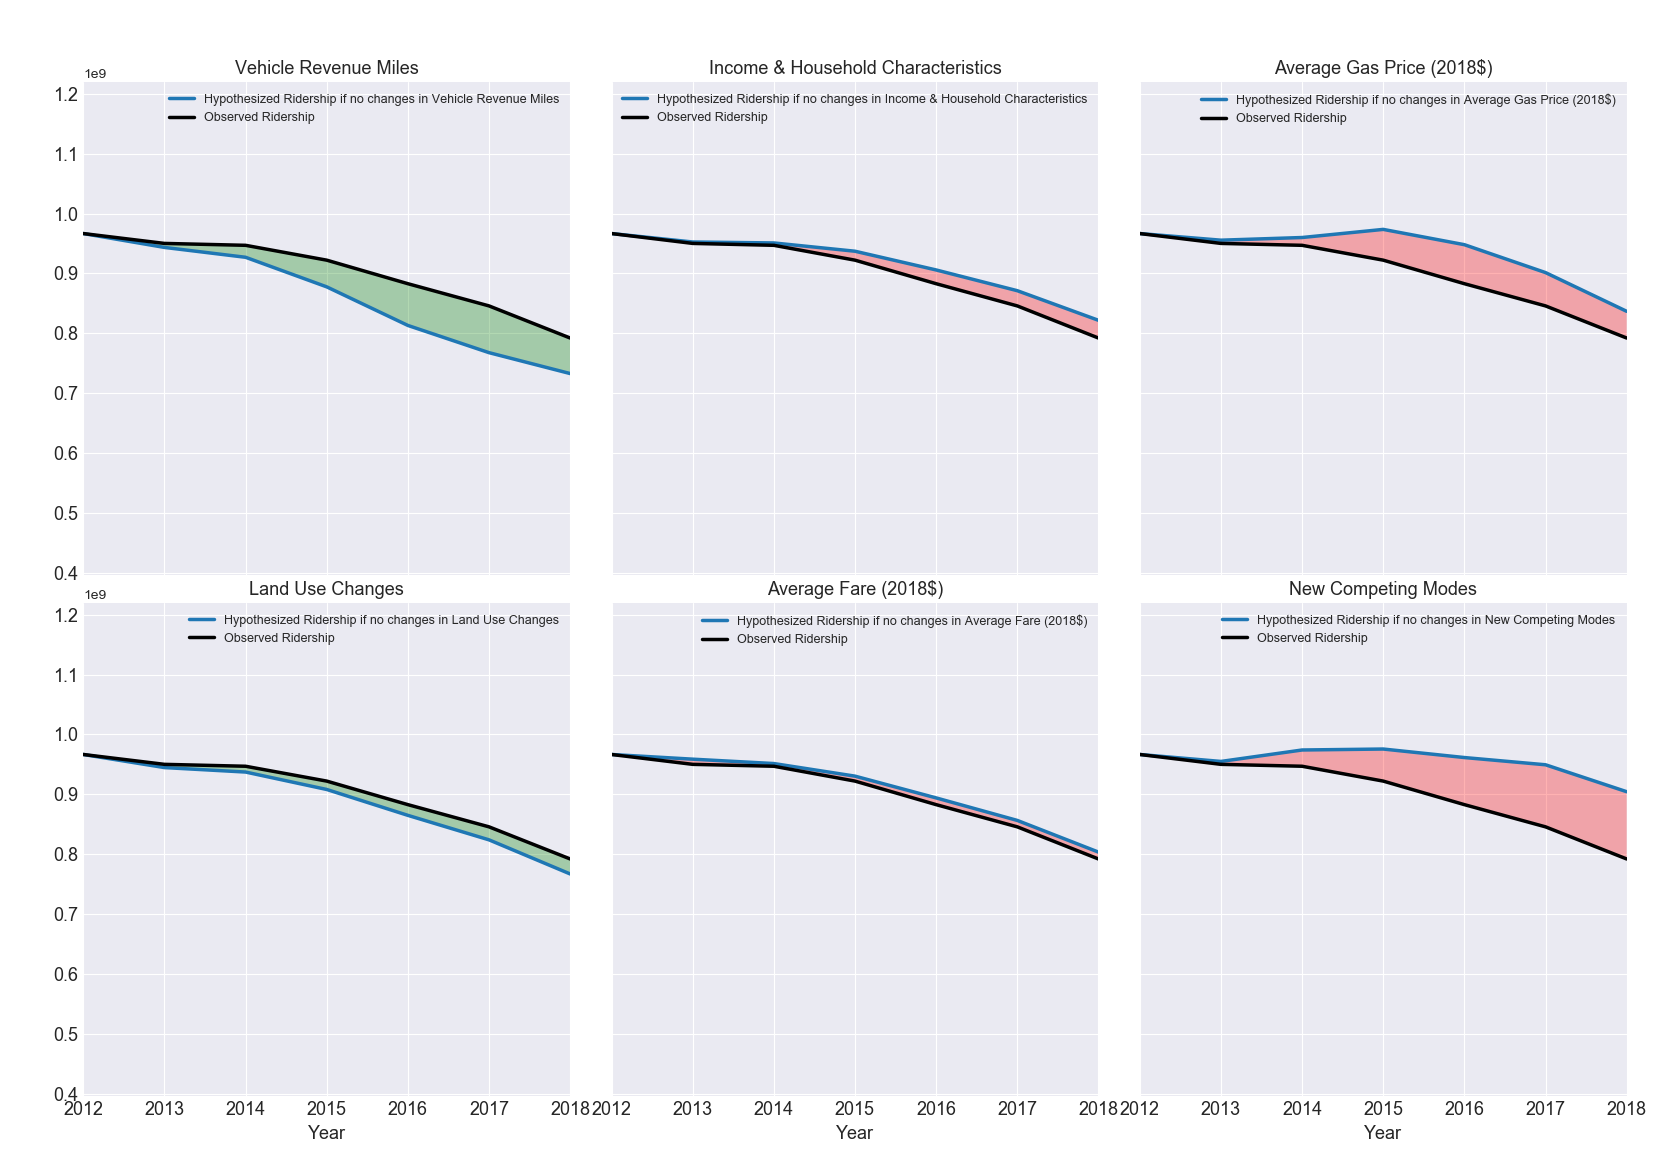 Vehicle Revenue Miles
1e9
Hypothesized Ridership if no changes in Vehicle Revenue Miles
Observed Ridership
1.2
1.1
1.0
0.9
0.8
0.7
0.6
0.5
0.4
Income & Household Characteristics
Hypothesized Ridership if no changes in Income & Household Characteristics
Observed Ridership
Average Gas Price (2018$)
Hypothesized Ridership if no changes in Average Gas Price (2018$)
Observed Ridership
Land Use Changes
1e9
Hypothesized Ridership if no changes in Land Use Changes
Observed Ridership
1.2
1.1
1.0
0.9
0.8
0.7
0.6
0.5
0.4
2012 2013 2014 2015 2016 2017 2018
Year
Average Fare (2018$)
Hypothesized Ridership if no changes in Average Fare (2018$)
Observed Ridership
2012 2013 2014 2015 2016 2017 2018
Year
New Competing Modes
Hypothesized Ridership if no changes in New Competing Modes
Observed Ridership
2012 2013 2014 2015 2016 2017 2018
Year